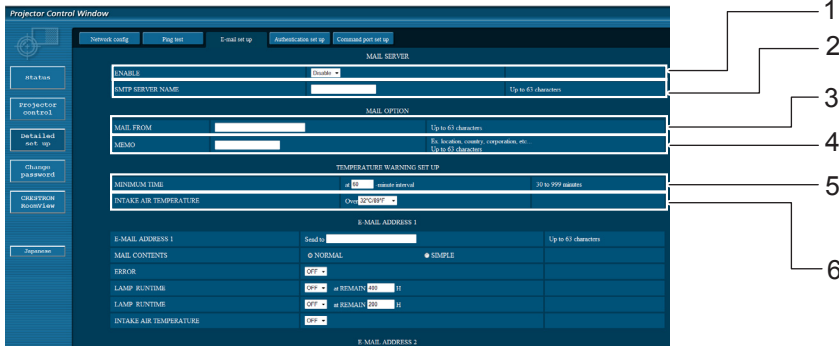 Projector Control Window
1
Network config Ping test E-mail set up Authentication set up Command port set up
2
MAIL SERVER
Status
ENABLE Disable
SMTP SERVER NAME Up to 63 characters
3
Projector control
MAIL OPTION
MAIL FROM Up to 63 characters
4
Detailed set up
MEMO Ex. location, country, corporation, etc...
Up to 63 characters
Change password
TEMPERATURE WARNING SET UP
MINIMUM TIME at 60 -minute interval 30 to 999 minutes
5
CRESTRON RoomView
INTAKE AIR TEMPERATURE Over 32°C/89°F
6
E-MAIL ADDRESS 1
E-MAIL ADDRESS 1 Send to Up to 63 characters
Japanese
MAIL CONTENTS NORMAL SIMPLE
ERROR OFF
LAMP RUNTIME OFF at REMAIN 400 H
LAMP RUNTIME OFF at REMAIN 200 H
INTAKE AIR TEMPERATURE OFF
E-MAIL ADDRESS 2